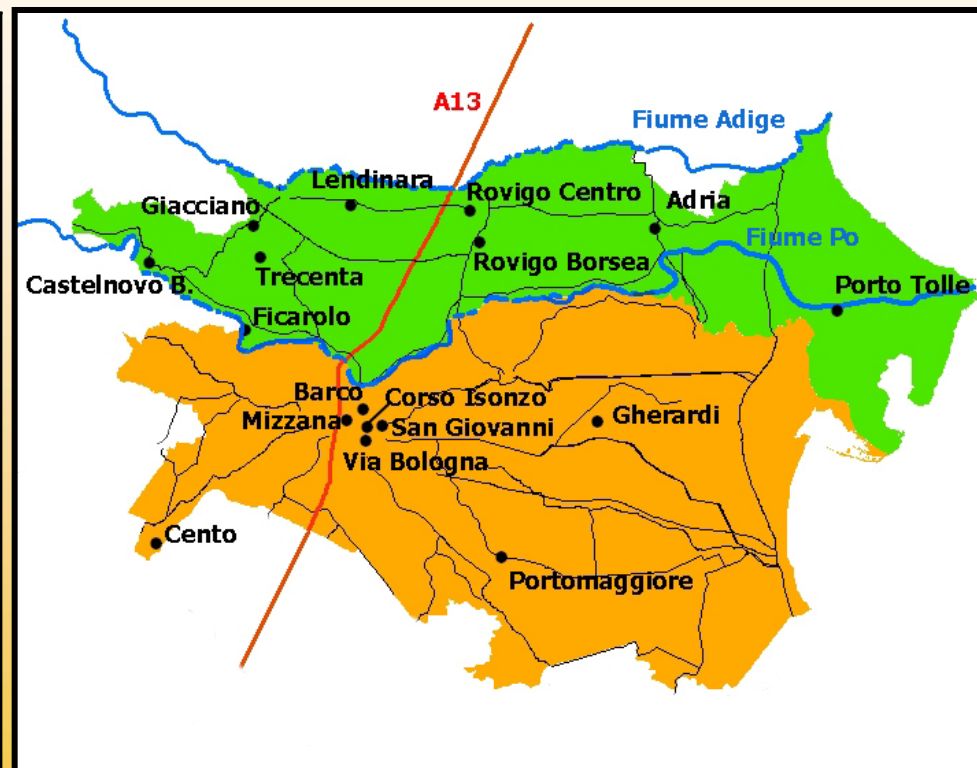 A13
Fiume Adige
Lendinara
Rovigo Centro
Adria
Giacciano
Fiume Po
Rovigo Borsea
Trecenta
Castelnovo B.
Porto Tolle
Ficarolo
Barco
Corso Isonzo
Mizzana
San Giovanni
Gherardi
Via Bologna
Cento
Portomaggiore